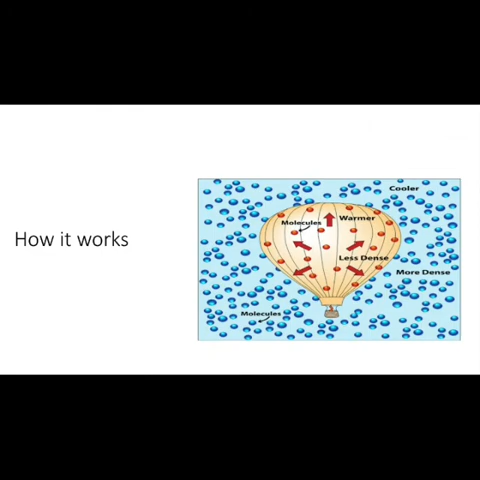 How it works
Cooler
Molecules
Warmer
Less Dense
More Dense
Molecules